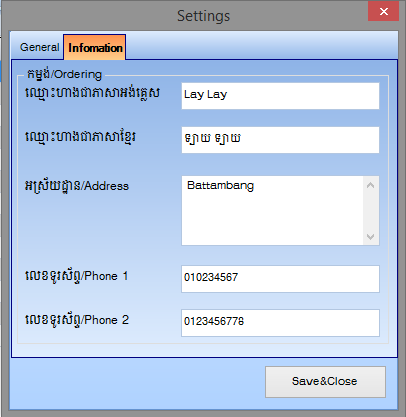 Settings
General Infomation
កម្មង់/Ordering
ឈ្មោះហាងជាភាសាអង់គ្លេស
Lay Lay
ឈ្មោះហាងជាភាសាខ្មែរ
ឡាយ ឡាយ
អស្រ័យដ្ឋាន/Address
Battambang
លេខទូរស័ព្ទ/Phone 1
010234567
លេខទូរស័ព្ទ/Phone 2
0123456778
Save&Close